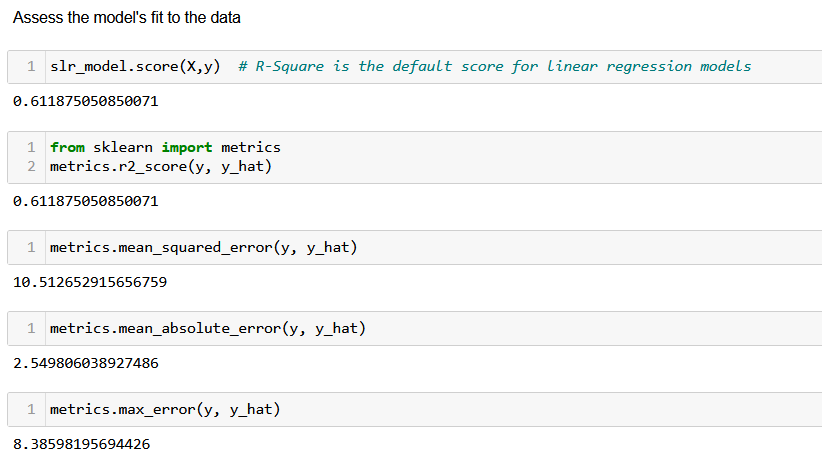 Assess the model's fit to the data
1 slr_model.score(X,y)  # R-Square is the default score for linear regression models
0.611875050850071
1 from sklearn import metrics
2 metrics.r2_score(y, y_hat)
0.611875050850071
1 metrics.mean_squared_error(y, y_hat)
10.512652915656759
1 metrics.mean_absolute_error(y, y_hat)
2.549806038927486
1 metrics.max_error(y, y_hat)
8.38598195694426